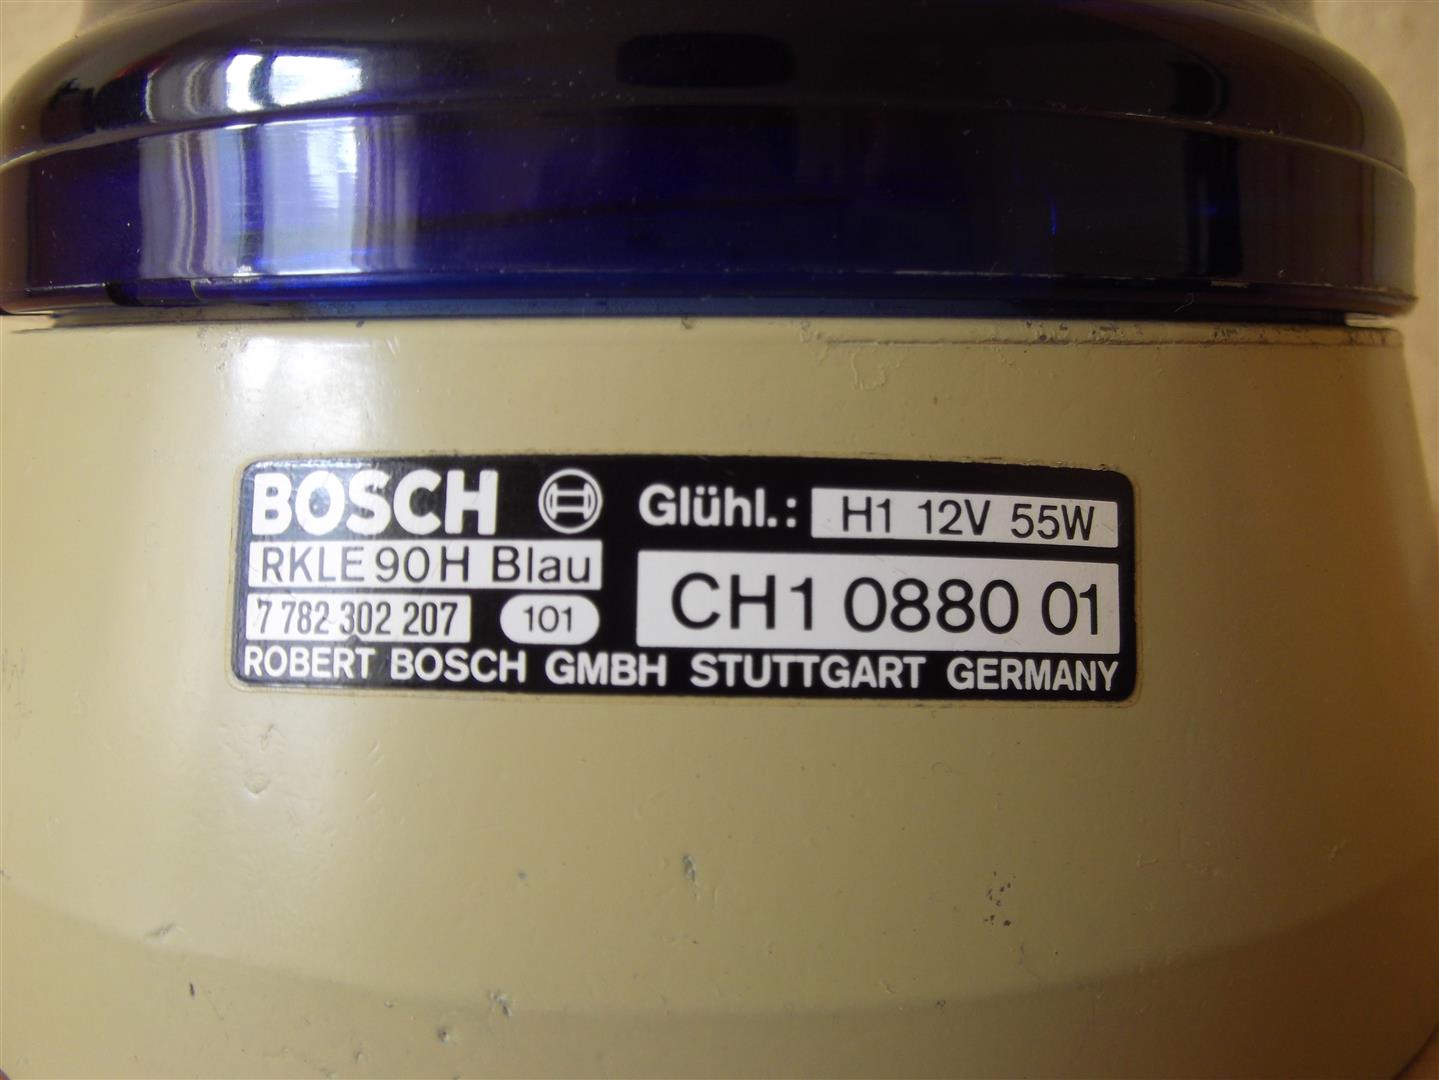 BOSCH
RKLE 90 H Blau
7 782 302 207 101
Glühl.: H1 12V 55W
CH1 0880 01
ROBERT BOSCH GMBH STUTTGART GERMANY